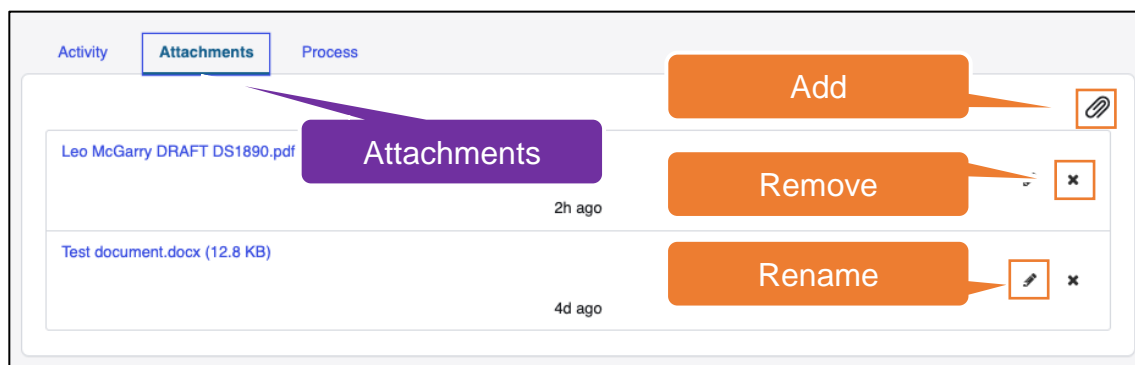 Activity Attachments Process
Add
Leo McGarry DRAFT DS1890.pdf
Attachments
Remove
2h ago
Test document.docx (12.8 KB)
Rename
4d ago